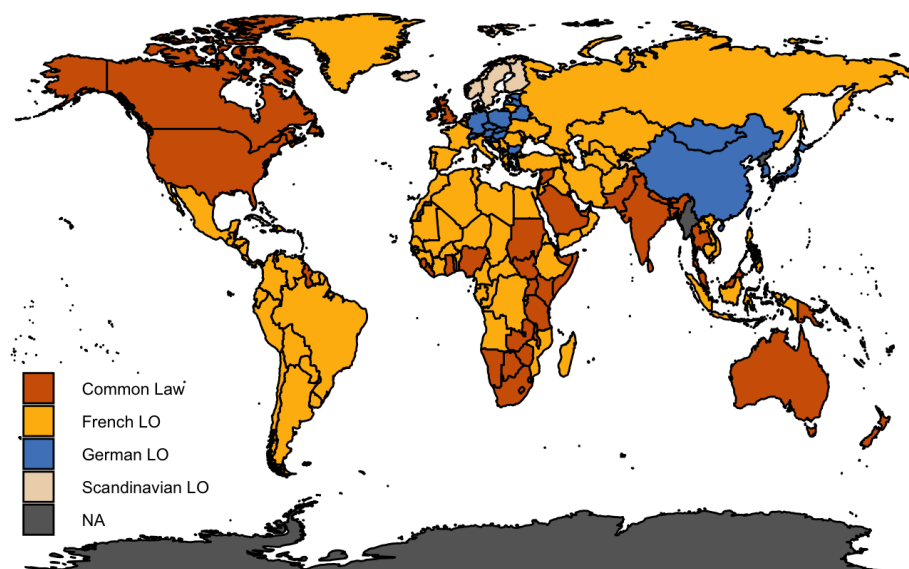 Common Law
French LO
German LO
Scandinavian LO
NA